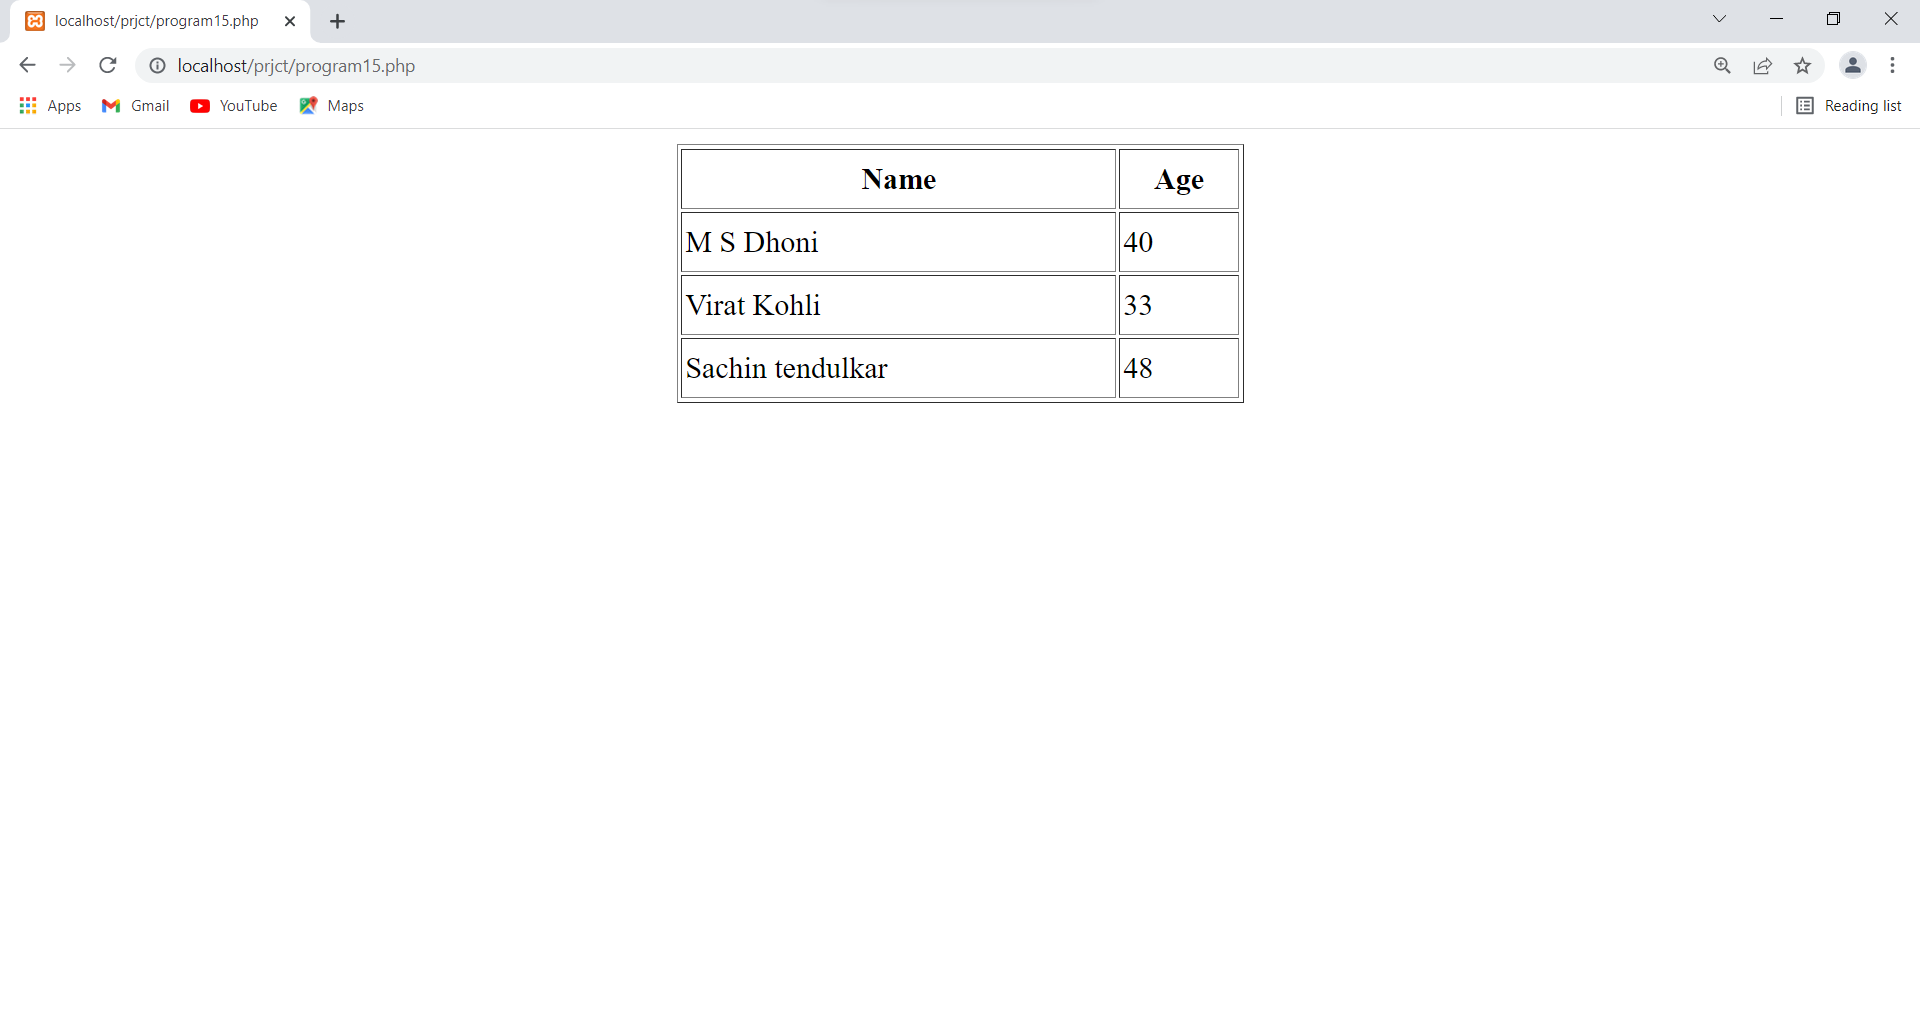 localhost/prjct/program15.php
localhost/prjct/program15.php
Apps Gmail YouTube Maps Reading list
Name Age
M S Dhoni 40
Virat Kohli 33
Sachin tendulkar 48